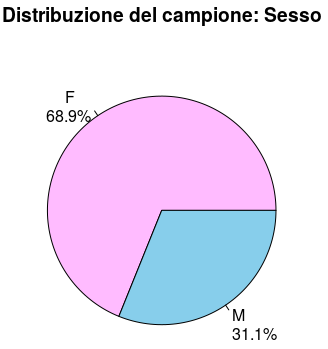 Distribuzione del campione: Sesso
F
68.9%
M
31.1%